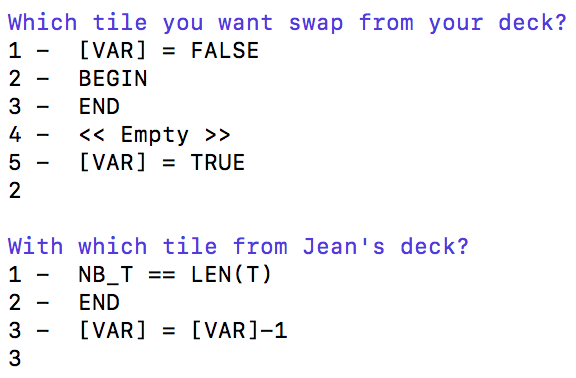 Which tile you want swap from your deck?
1 -  [VAR] = FALSE
2 -  BEGIN
3 -  END
4 -  << Empty >>
5 -  [VAR] = TRUE
2
With which tile from Jean's deck?
1 -  NB_T == LEN(T)
2 -  END
3 -  [VAR] = [VAR]-1
3